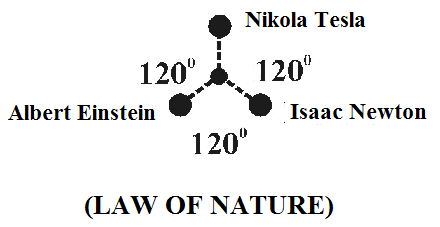 Nikola Tesla
120⁰ 120⁰
Albert Einstein Isaac Newton
120⁰
(LAW OF NATURE)